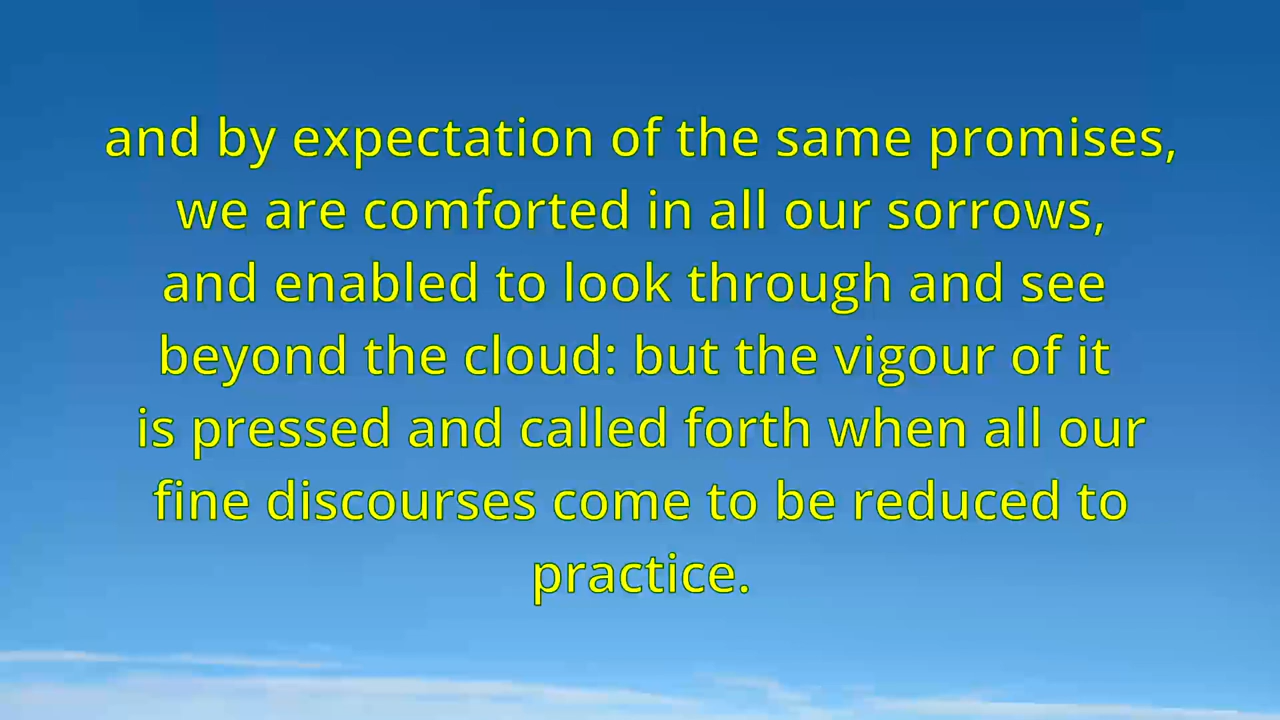 and by expectation of the same promises,
we are comforted in all our sorrows,
and enabled to look through and see
beyond the cloud: but the vigour of it
is pressed and called forth when all our
fine discourses come to be reduced to
practice.